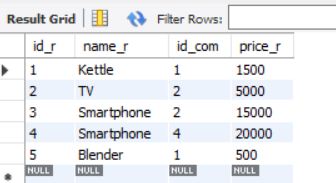 Result Grid Filter Rows:
id_r name_r id_com price_r
1 Kettle 1 1500
2 TV 2 5000
3 Smartphone 2 15000
4 Smartphone 4 20000
5 Blender 1 500
NULL NULL NULL NULL